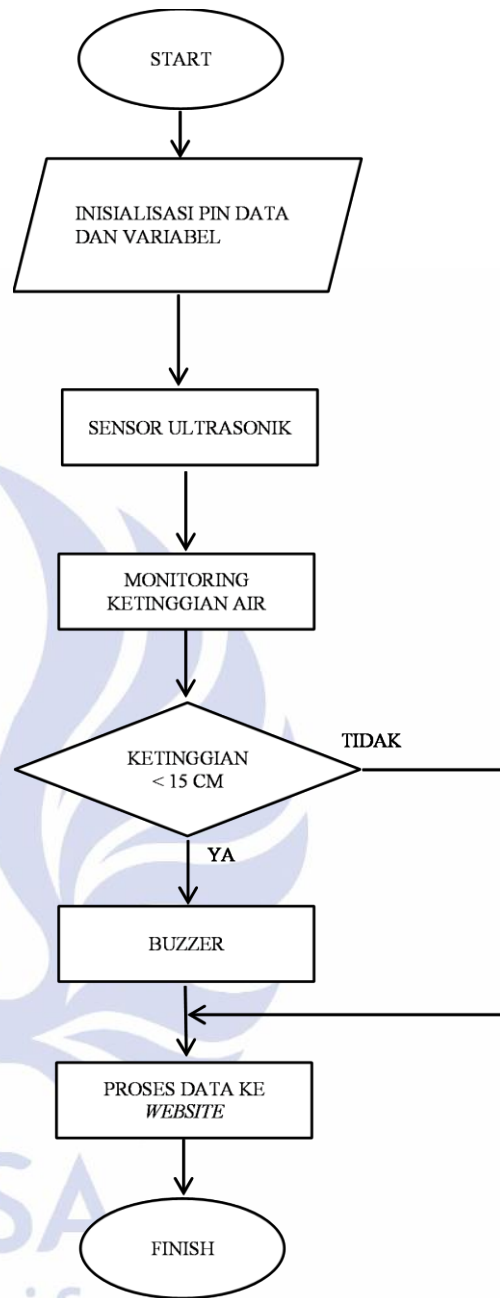 START
INISIALISASI PIN DATA
DAN VARIABEL
SENSOR ULTRASONIK
MONITORING
KETINGGIAN AIR
KETINGGIAN
< 15 CM
TIDAK
YA
BUZZER
PROSES DATA KE
WEBSITE
FINISH